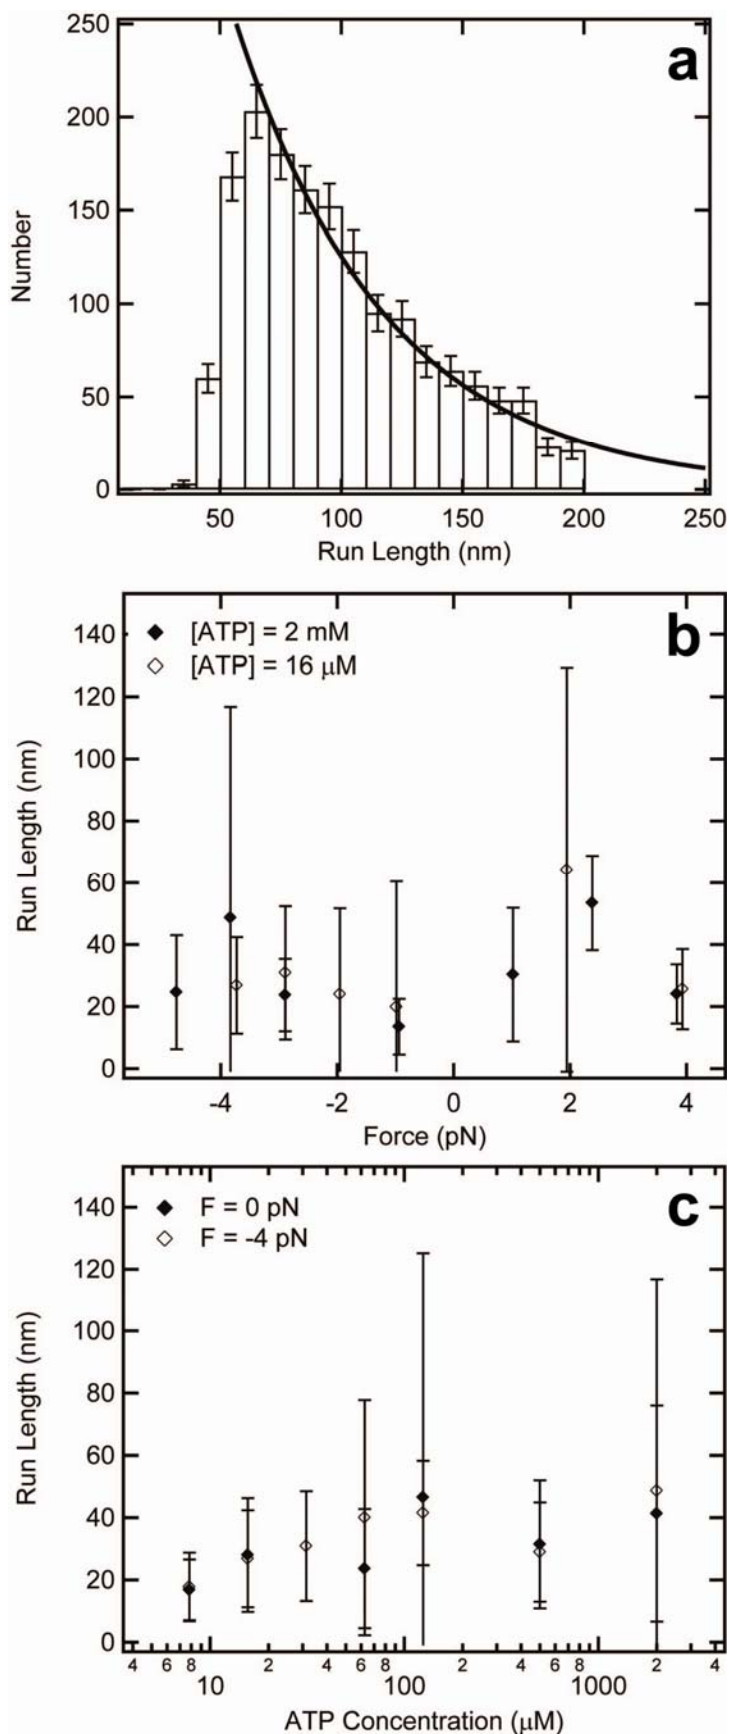 a
250
200
150
100
50
0
Number
50 100 150 200 250
Run Length (nm)
b
[ATP] = 2 mM
[ATP] = 16 μM
140
120
100
80
60
40
20
0
Run Length (nm)
-4 -2 0 2 4
Force (pN)
c
F = 0 pN
F = -4 pN
140
120
100
80
60
40
20
0
Run Length (nm)
4 6 8 2 4 6 8 2 4 6 8 2 4
10 100 1000
ATP Concentration (μM)